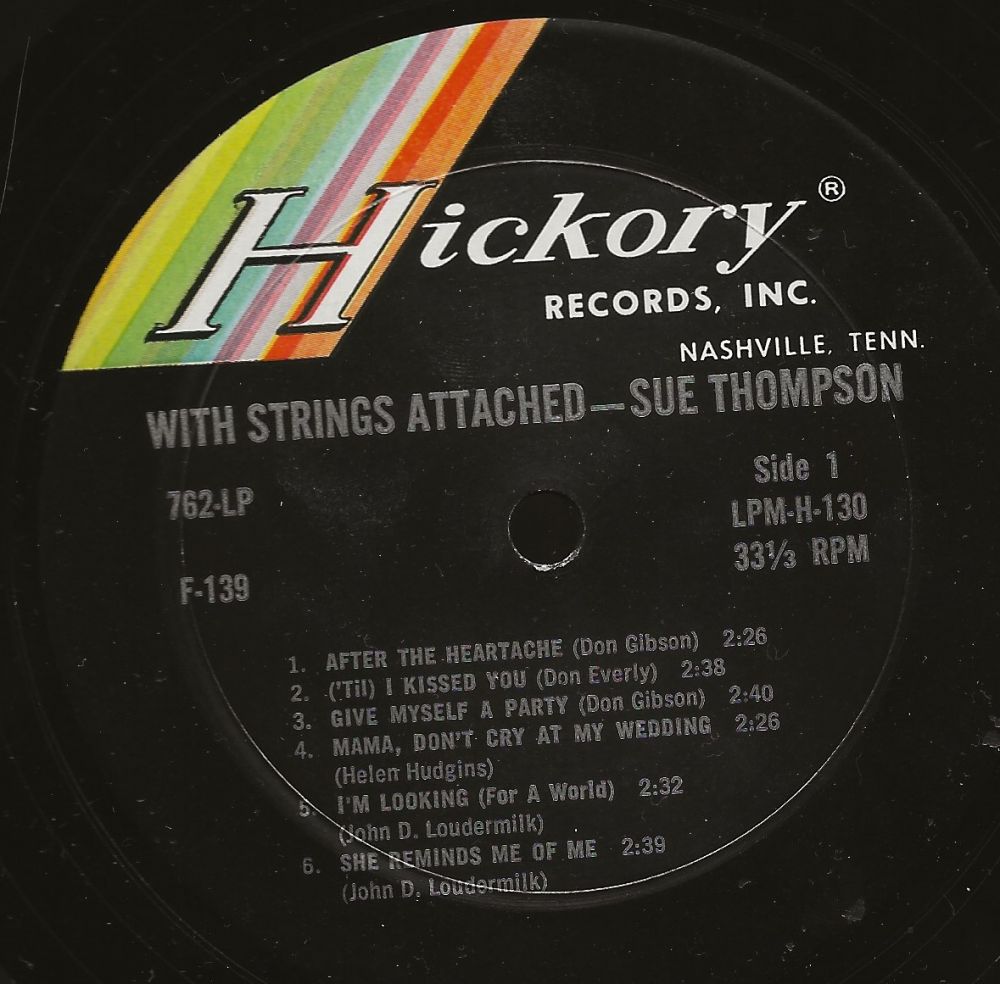 Hickory®
RECORDS, INC.
NASHVILLE, TENN.
WITH STRINGS ATTACHED—SUE THOMPSON
762-LP
Side 1
LPM-H-130
33⅓ RPM
F-139
1. AFTER THE HEARTACHE (Don Gibson) 2:26
2. ('Til) I KISSED YOU (Don Everly) 2:38
3. GIVE MYSELF A PARTY (Don Gibson) 2:40
4. MAMA, DON'T CRY AT MY WEDDING 2:26
(Helen Hudgins)
5. I'M LOOKING (For A World) 2:32
(John D. Loudermilk)
6. SHE REMINDS ME OF ME 2:39
(John D. Loudermilk)